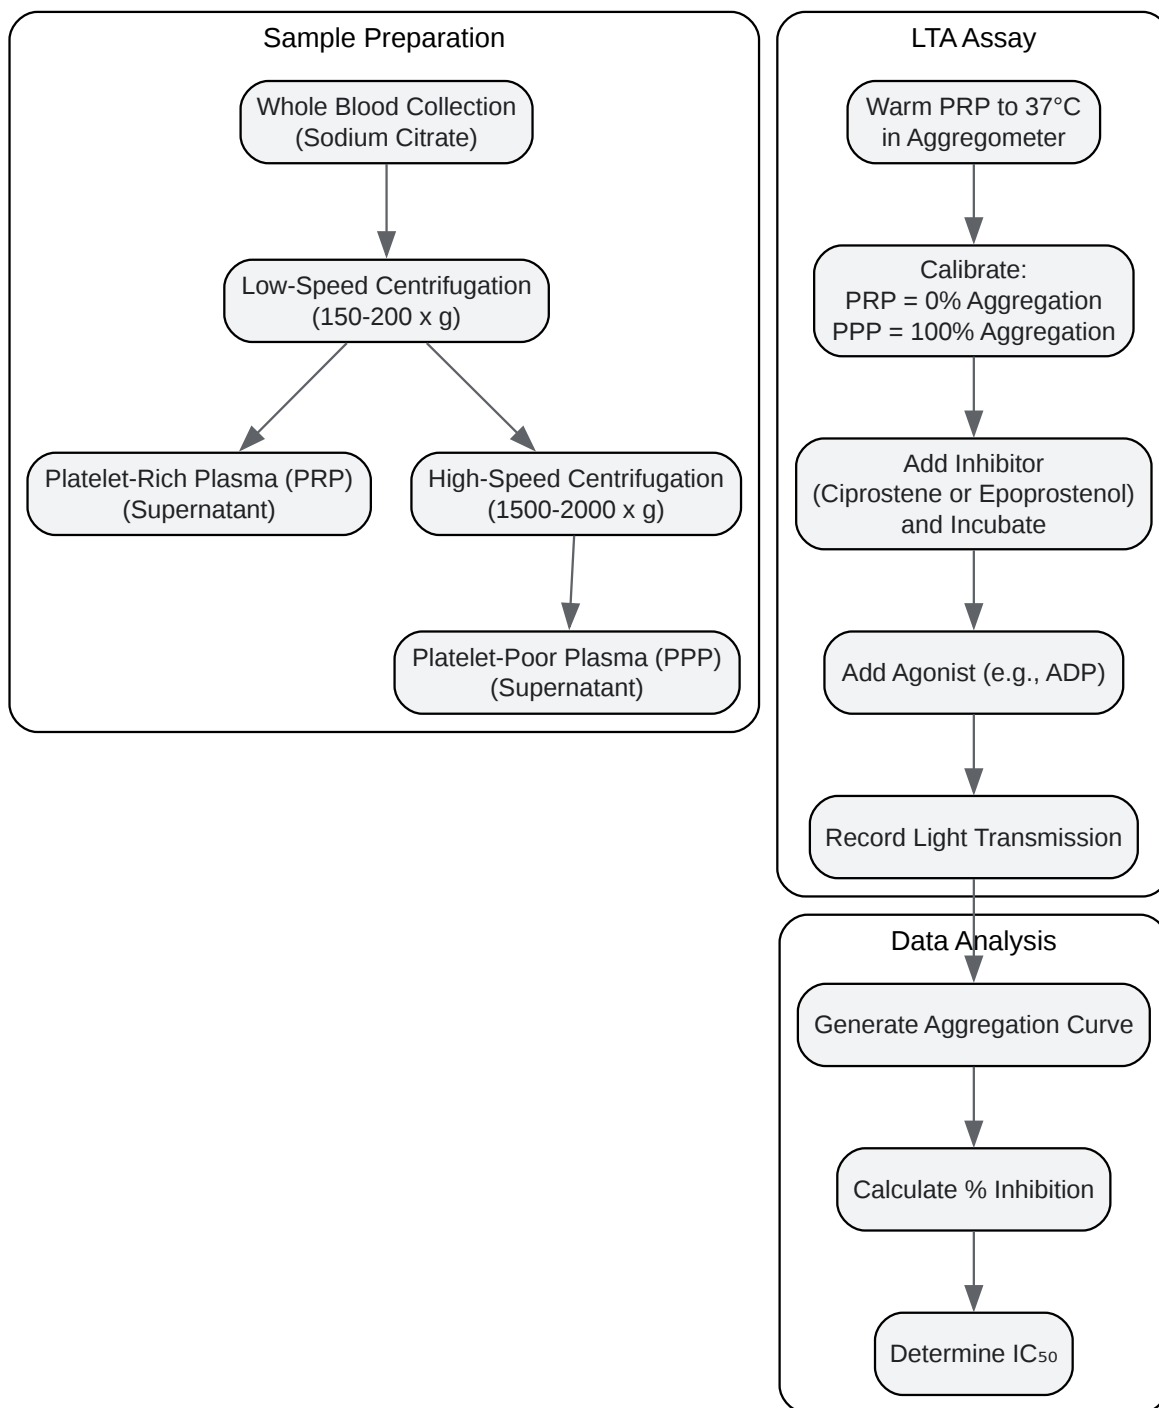 Sample Preparation
Whole Blood Collection
(Sodium Citrate)
Low-Speed Centrifugation
(150-200 x g)
Platelet-Rich Plasma (PRP)
(Supernatant)
High-Speed Centrifugation
(1500-2000 x g)
Platelet-Poor Plasma (PPP)
(Supernatant)
LTA Assay
Warm PRP to 37°C
in Aggregometer
Calibrate:
PRP = 0% Aggregation
PPP = 100% Aggregation
Add Inhibitor
(Ciprostene or Epoprostenol)
and Incubate
Add Agonist (e.g., ADP)
Record Light Transmission
Data Analysis
Generate Aggregation Curve
Calculate % Inhibition
Determine IC₅₀